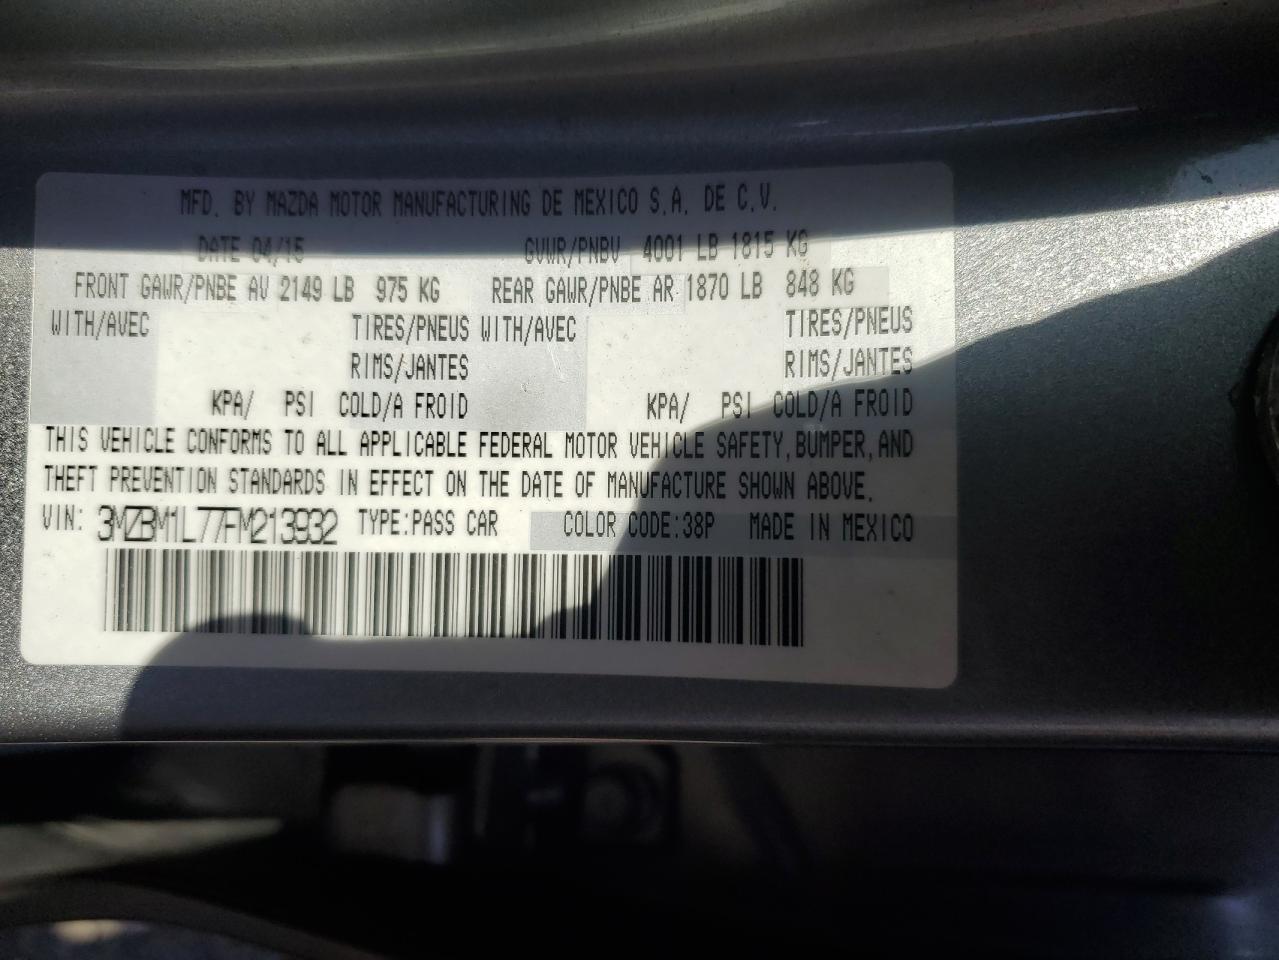 MFD. BY MAZDA MOTOR MANUFACTURING DE MEXICO S.A. DE C.V.
DATE 04/15 GVWR/PNBV 4001 LB 1815 KG
FRONT GAWR/PNBE AV 2149 LB 975 KG REAR GAWR/PNBE AR 1870 LB 848 KG
WITH/AVEC TIRES/PNEUS WITH/AVEC TIRES/PNEUS
RIMS/JANTES RIMS/JANTES
KPA/ PSI COLD/A FROID KPA/ PSI COLD/A FROID
THIS VEHICLE CONFORMS TO ALL APPLICABLE FEDERAL MOTOR VEHICLE SAFETY, BUMPER, AND
THEFT PREVENTION STANDARDS IN EFFECT ON THE DATE OF MANUFACTURE SHOWN ABOVE.
VIN: 3MZBM1L77FM213932 TYPE:PASS CAR COLOR CODE:38P MADE IN MEXICO